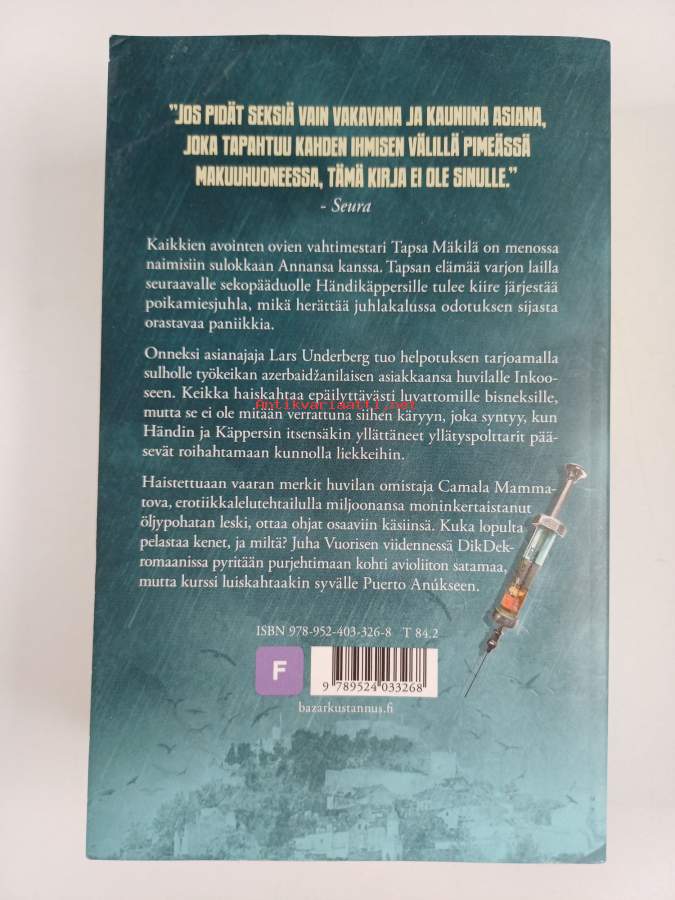 "JOS PIDÄT SEKSIÄ VAIN VAKAVANA JA KAUNIINA ASIANA,
JOKA TAPAHTUU KAHDEN IHMISEN VÄLILLÄ PIMEÄSSÄ
MAKUUHUONEESSA, TÄMÄ KIRJA EI OLE SINULLE."
- Seura
Kaikkien avointen ovien vahtimestari Tapsa Mäkilä on menossa
naimisiin sulokkaan Annansa kanssa. Tapsan elämää varjon lailla
seuraavalle sekopääduolle Händikäppersille tulee kiire järjestää
poikamiesjuhla, mikä herättää juhlakalussa odotuksen sijasta
orastavaa paniikkia.
Onneksi asianajaja Lars Underberg tuo helpotuksen tarjoamalla
sulholle työkeikan azerbaidžanilaisen asiakkaansa huvilalle Inkoo-
seen. Keikka haiskahtaa epäilyttävästi luvattomille bisneksille,
antikvariaatti.net
mutta se ei ole mitään verrattuna siihen käryyn, joka syntyy, kun
Händin ja Käppersin itsensäkin yllättäneet yllätyspolttarit pää-
sevät roihahtamaan kunnolla liekkeihin.
Haistettuaan vaaran merkit huvilan omistaja Camala Mamma-
tova, erotiikkalelutehtailulla miljoonansa moninkertaistanut
öljypohatan leski, ottaa ohjat osaaviin käsiinsä. Kuka lopulta
pelastaa kenet, ja miltä? Juha Vuorisen viidennessä DikDek-
romaanissa pyritään purjehtimaan kohti avioliiton satamaa,
mutta kurssi luiskahtaakin syvälle Puerto Anúkseen.
ISBN 978-952-403-326-8 T 84.2
F
9 789524 033268
bazarkustannus.fi